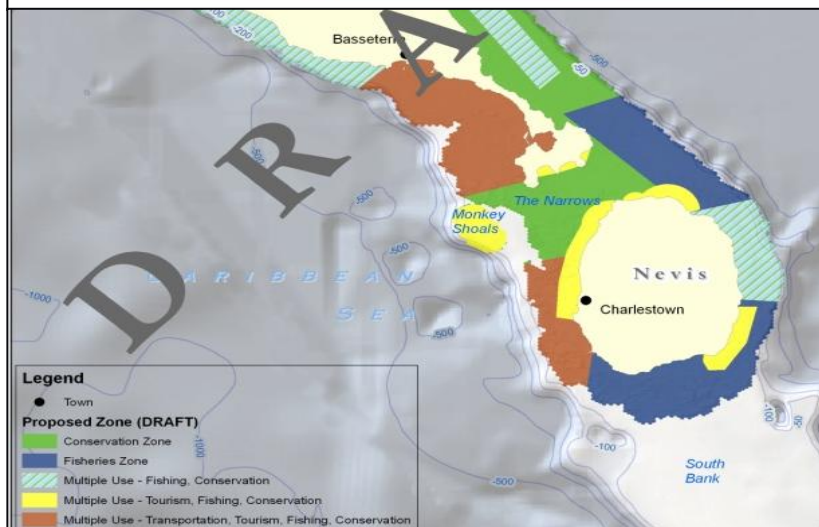 -200
-50
-500
Basseterre
DRA
-500
-500
The Narrows
Monkey
Shoals
-500
Nevis
CARIBBEAN
SEA
-1000
-500
Charlestown
Legend
Town
Proposed Zone (DRAFT)
Conservation Zone
Fisheries Zone
Multiple Use - Fishing, Conservation
Multiple Use - Tourism, Fishing, Conservation
Multiple Use - Transportation, Tourism, Fishing, Conservation
-1000
-500
-100
-100
-50
South
Bank